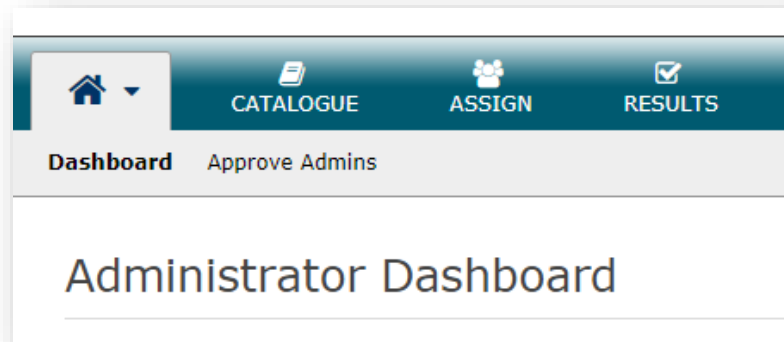 CATALOGUE ASSIGN RESULTS
Dashboard Approve Admins
Administrator Dashboard